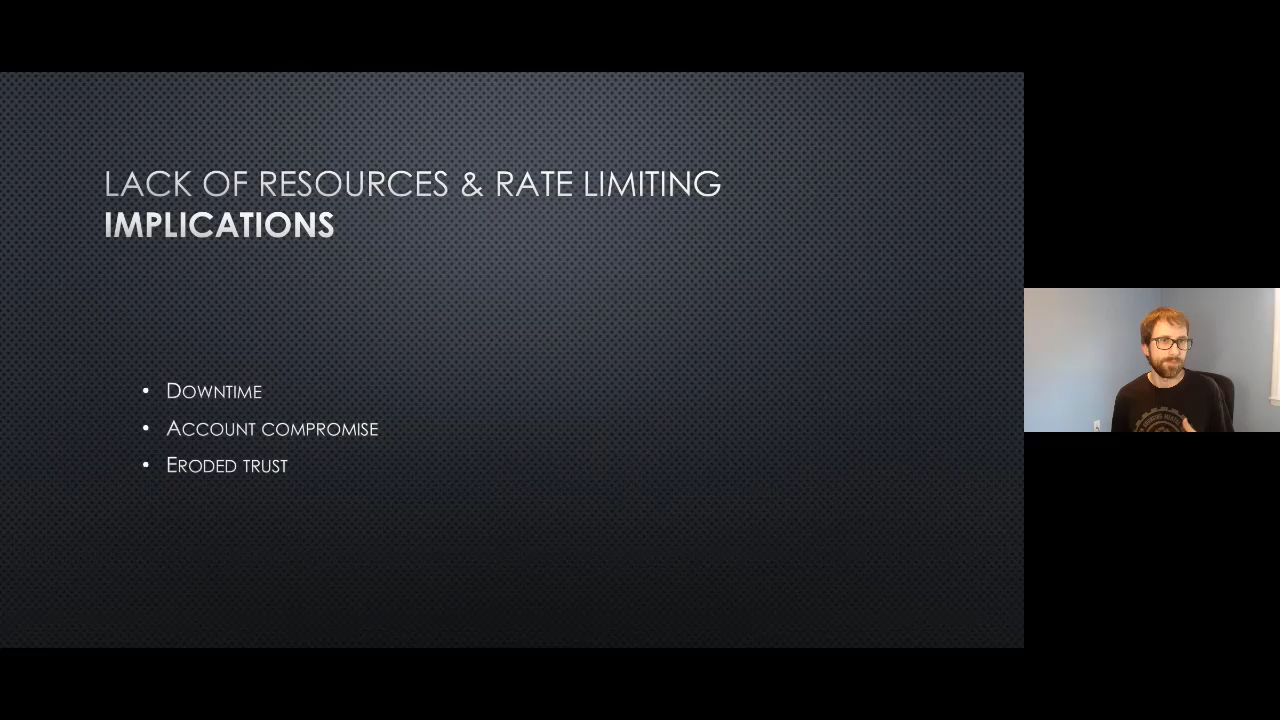 LACK OF RESOURCES & RATE LIMITING
IMPLICATIONS
• DOWNTIME
• ACCOUNT COMPROMISE
• ERODED TRUST